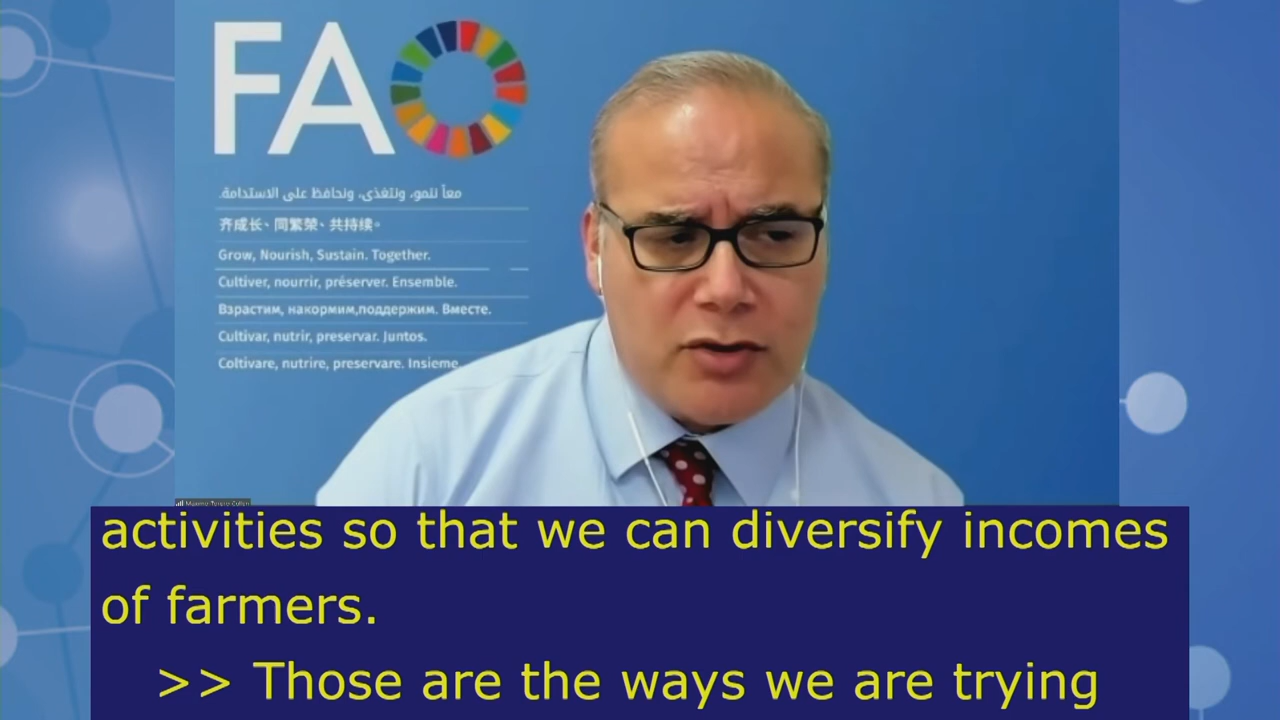 FAO
معاً ننمو، ونتغذى، ونحافظ على الاستدامة.
齐成长、同繁荣、共持续。
Grow, Nourish, Sustain. Together.
Cultiver, nourrir, préserver. Ensemble.
Взрастим, накормим,поддержим. Вместе.
Cultivar, nutrir, preservar. Juntos.
Coltivare, nutrire, preservare. Insieme.
activities so that we can diversify incomes
of farmers.
>> Those are the ways we are trying